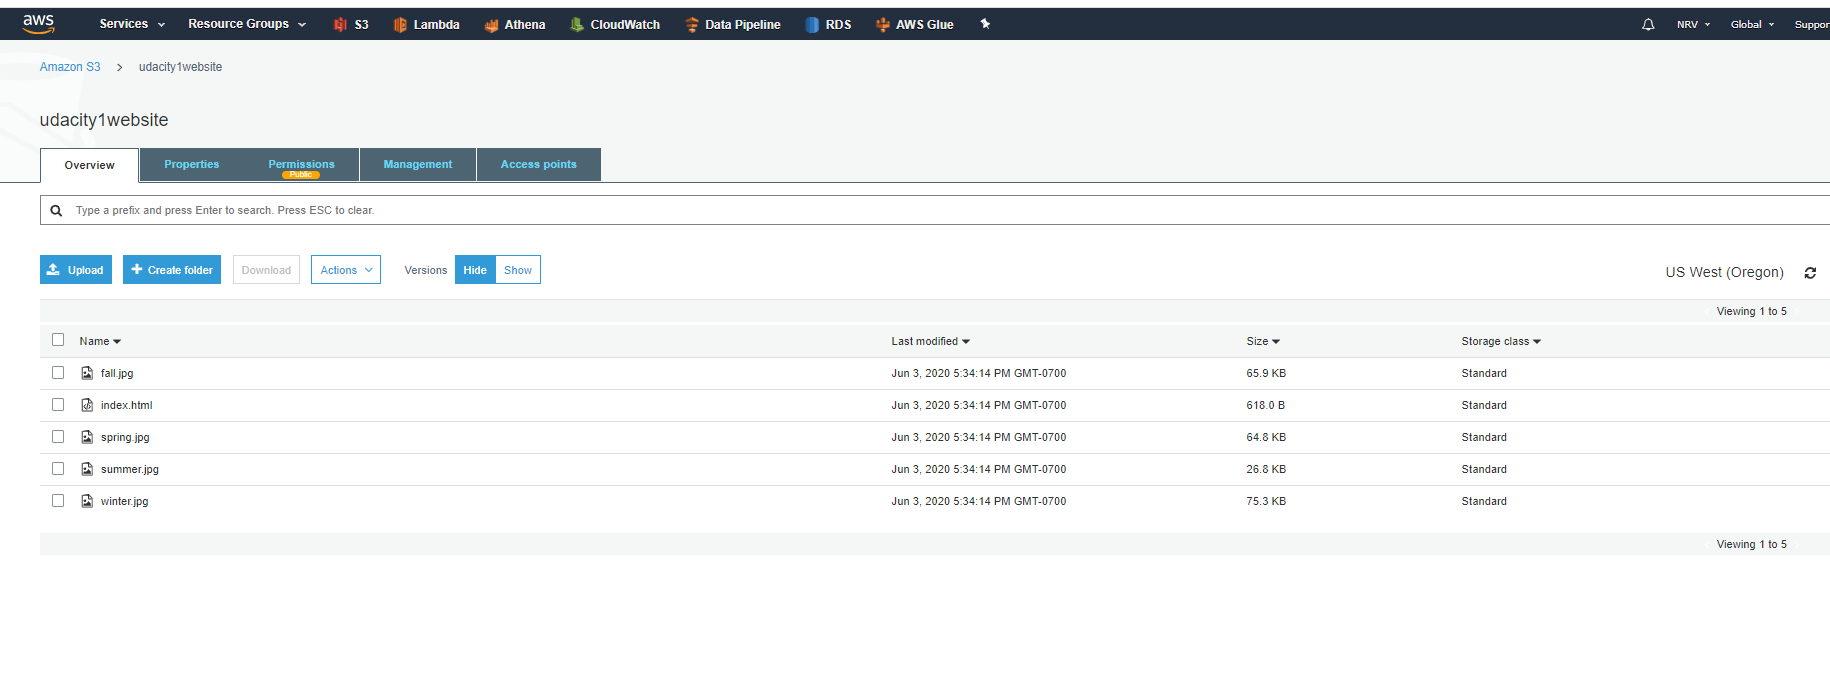 aws Services Resource Groups S3 Lambda Athena CloudWatch Data Pipeline RDS AWS Glue NRV Global Suppor
Amazon S3 > udacity1website
udacity1website
Overview Properties Permissions Management Access points
Public
Type a prefix and press Enter to search. Press ESC to clear.
Upload + Create folder Download Actions Versions Hide Show US West (Oregon)
Viewing 1 to 5
Name Last modified Size Storage class
fall.jpg Jun 3, 2020 5:34:14 PM GMT-0700 65.9 KB Standard
index.html Jun 3, 2020 5:34:14 PM GMT-0700 618.0 B Standard
spring.jpg Jun 3, 2020 5:34:14 PM GMT-0700 64.8 KB Standard
summer.jpg Jun 3, 2020 5:34:14 PM GMT-0700 26.8 KB Standard
winter.jpg Jun 3, 2020 5:34:14 PM GMT-0700 75.3 KB Standard
Viewing 1 to 5